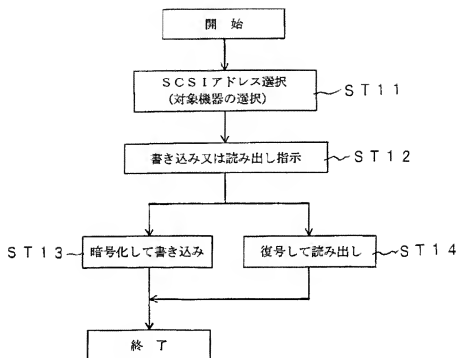 開 始
SCSIアドレス選択
(対象機器の選択)
ST11
書き込み又は読み出し指示
ST12
ST13
暗号化して書き込み
復号して読み出し
ST14
終 了